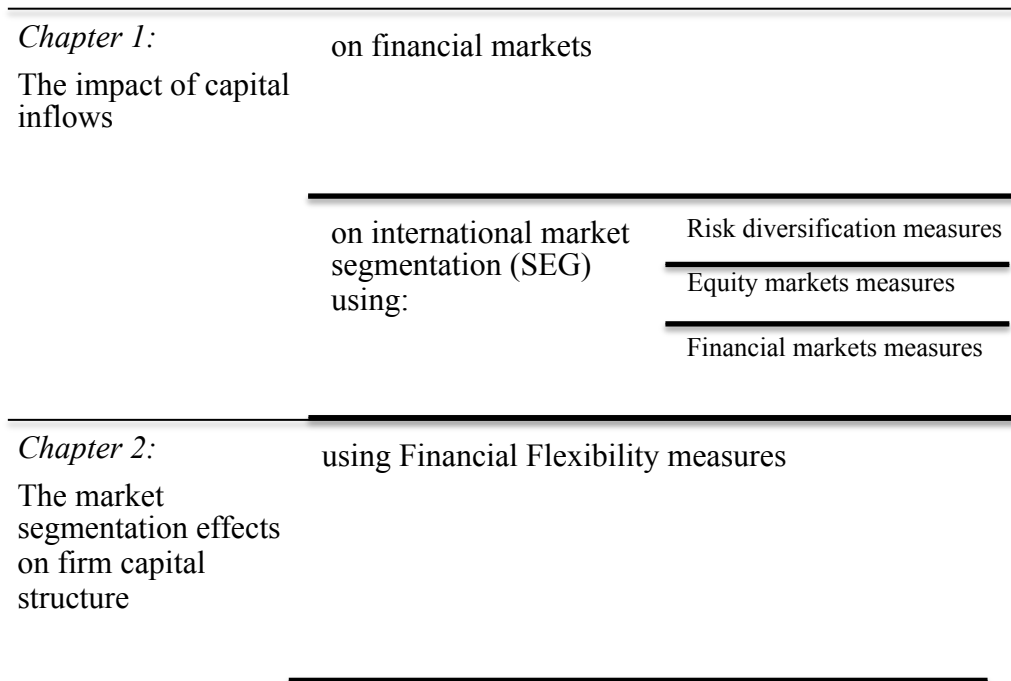 Chapter 1:
The impact of capital
inflows
on financial markets
on international market
segmentation (SEG)
using:
Risk diversification measures
Equity markets measures
Financial markets measures
Chapter 2:
The market
segmentation effects
on firm capital
structure
using Financial Flexibility measures